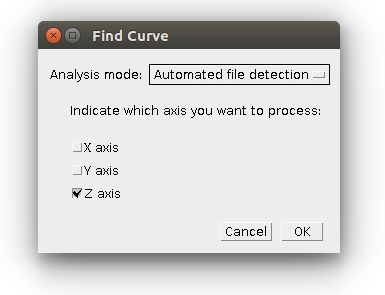 Find Curve
Analysis mode: Automated file detection
Indicate which axis you want to process:
X axis
Y axis
Z axis
Cancel OK